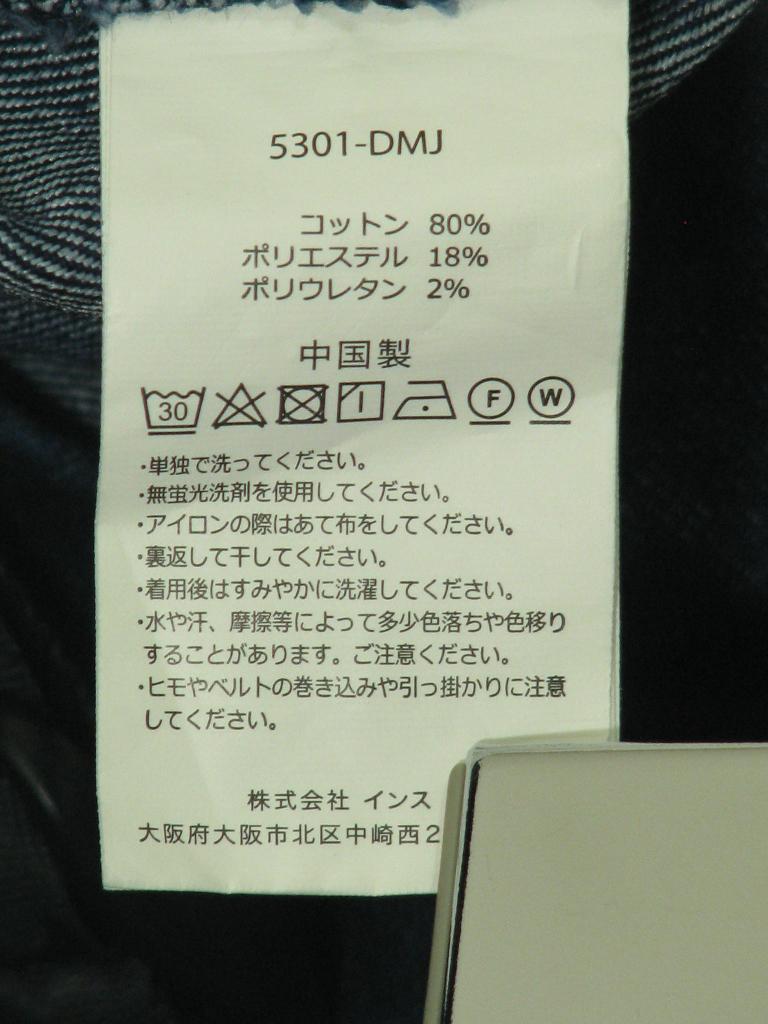 5301-DMJ
コットン 80%
ポリエステル 18%
ポリウレタン 2%
中国製
30 F W
・単独で洗ってください。
・無蛍光洗剤を使用してください。
・アイロンの際はあて布をしてください。
・裏返して干してください。
・着用後はすみやかに洗濯してください。
・水や汗、摩擦等によって多少色落ちや色移り
することがあります。ご注意ください。
・ヒモやベルトの巻き込みや引っ掛かりに注意
してください。
株式会社 インス
大阪府大阪市北区中崎西2